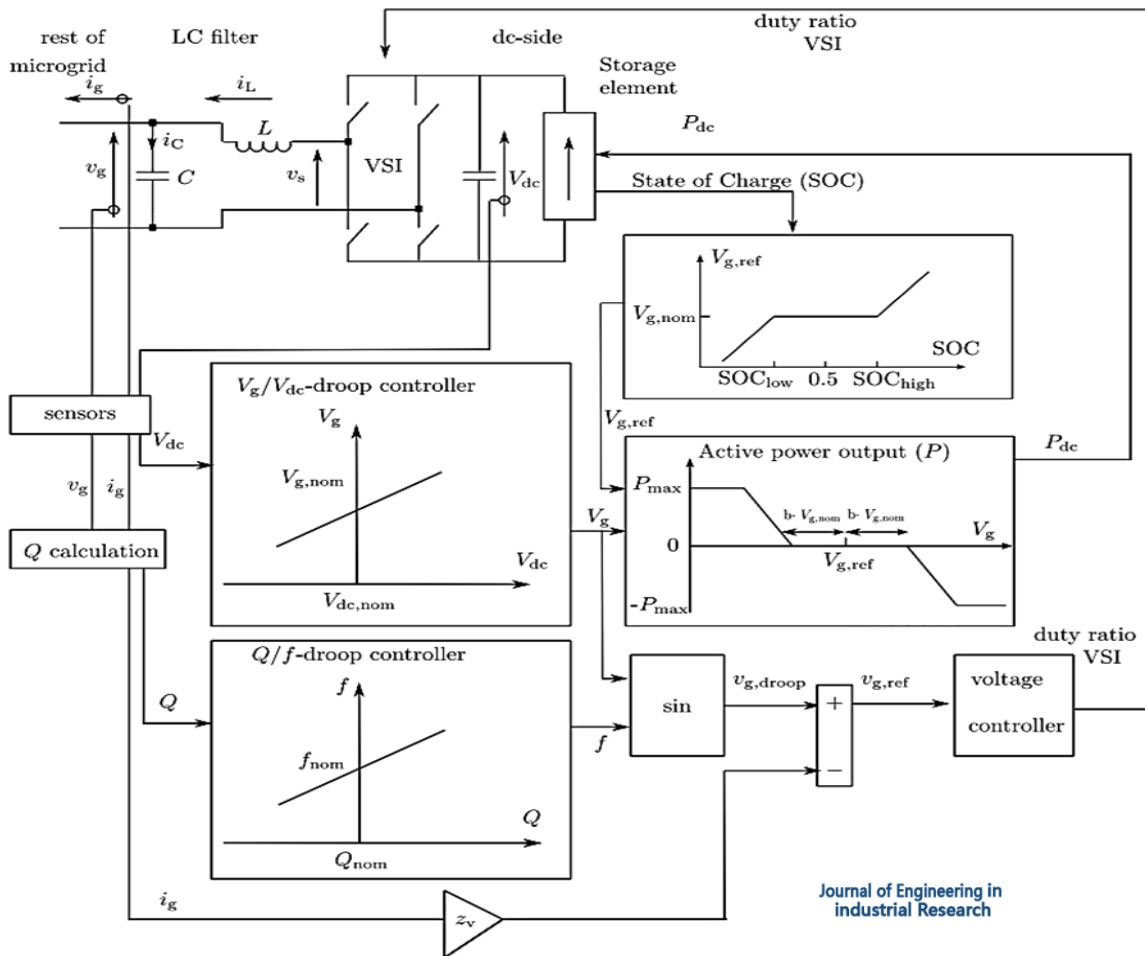 duty ratio
VSI
rest of
microgrid
LC filter
dc-side
Storage
element
i_g
i_L
P_dc
L
i_C
v_g
C
v_s
VSI
V_dc
State of Charge (SOC)
V_g,ref
V_g,nom
SOC
SOC_low 0.5 SOC_high
V_g/V_dc-droop controller
V_g
V_g,nom
V_dc
V_dc,nom
sensors
V_dc
v_g i_g
Q calculation
V_g,ref
Active power output (P)
P_dc
P_max
b· V_g,nom b· V_g,nom
V_g
V_g
0
V_g,ref
-P_max
Q/f-droop controller
f
Q
f_nom
Q
Q_nom
f
sin
v_g,droop
+
−
v_g,ref
duty ratio
VSI
voltage
controller
i_g
z_v
Journal of Engineering in
industrial Research